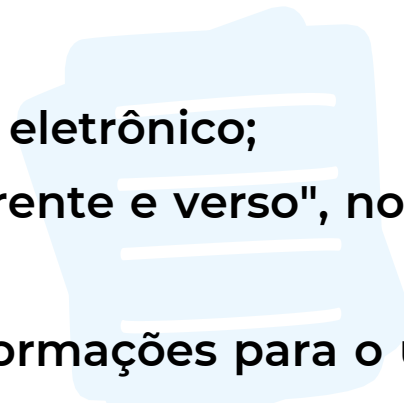 eletrônico;
rente e verso", no
ormações para o